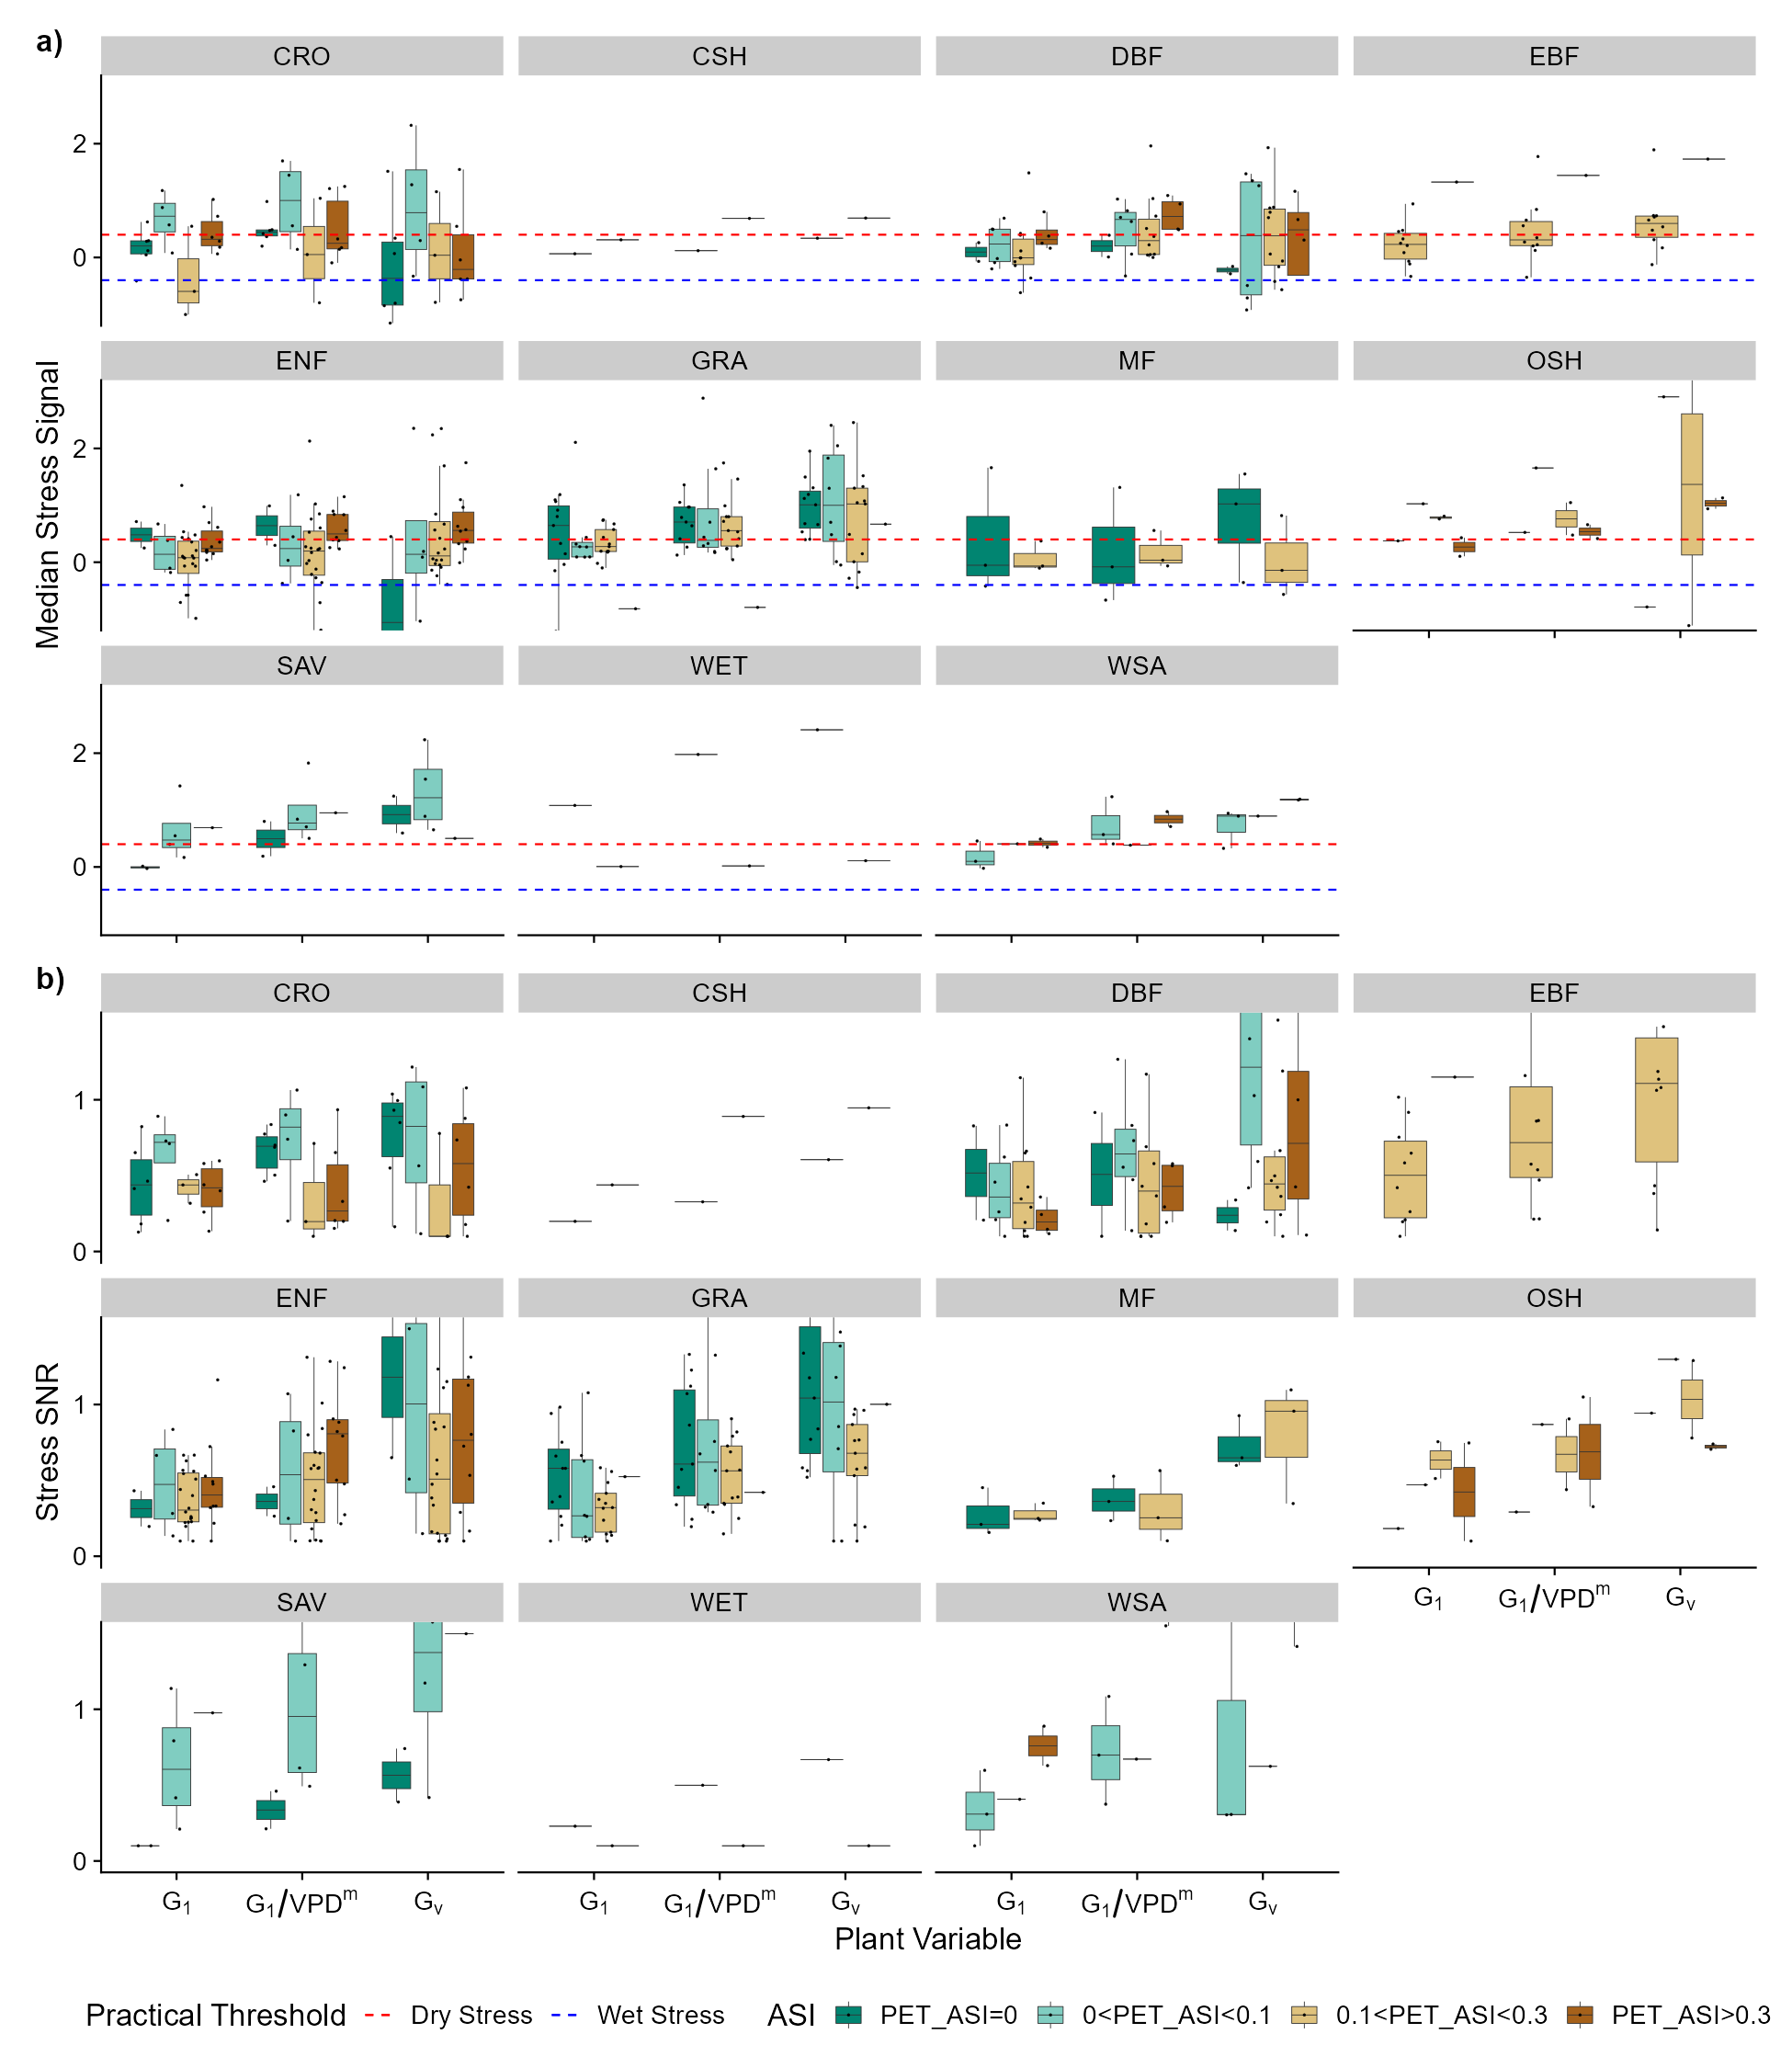 a)
CRO CSH DBF EBF
2
0
ENF GRA MF OSH
2
0
Median Stress Signal
SAV WET WSA
2
0
b)
CRO CSH DBF EBF
1
0
ENF GRA MF OSH
1
0
Stress SNR
G1 G1/VPDm Gv
SAV WET WSA
1
0
G1 G1/VPDm Gv G1 G1/VPDm Gv G1 G1/VPDm Gv
Plant Variable
Practical Threshold Dry Stress Wet Stress ASI PET_ASI=0 0<PET_ASI<0.1 0.1<PET_ASI<0.3 PET_ASI>0.3